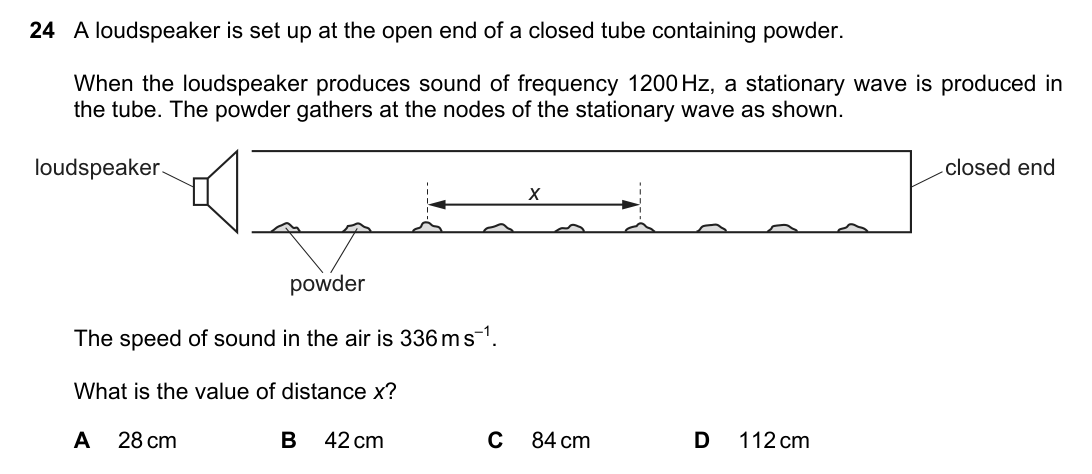 24 A loudspeaker is set up at the open end of a closed tube containing powder.
When the loudspeaker produces sound of frequency 1200 Hz, a stationary wave is produced in
the tube. The powder gathers at the nodes of the stationary wave as shown.
loudspeaker
x
closed end
powder
The speed of sound in the air is 336 m s⁻¹.
What is the value of distance x?
A 28 cm B 42 cm C 84 cm D 112 cm